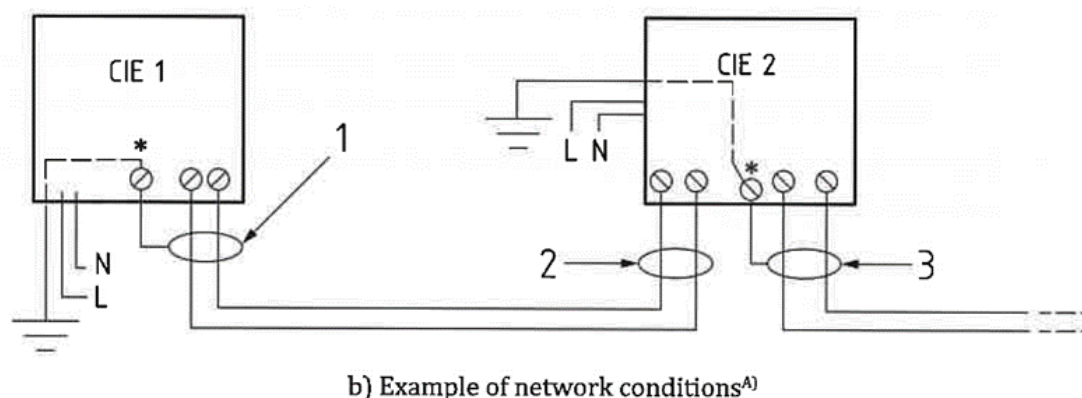 CIE 1
CIE 2
*
1
L N
*
N
L
2
3
b) Example of network conditionsA)